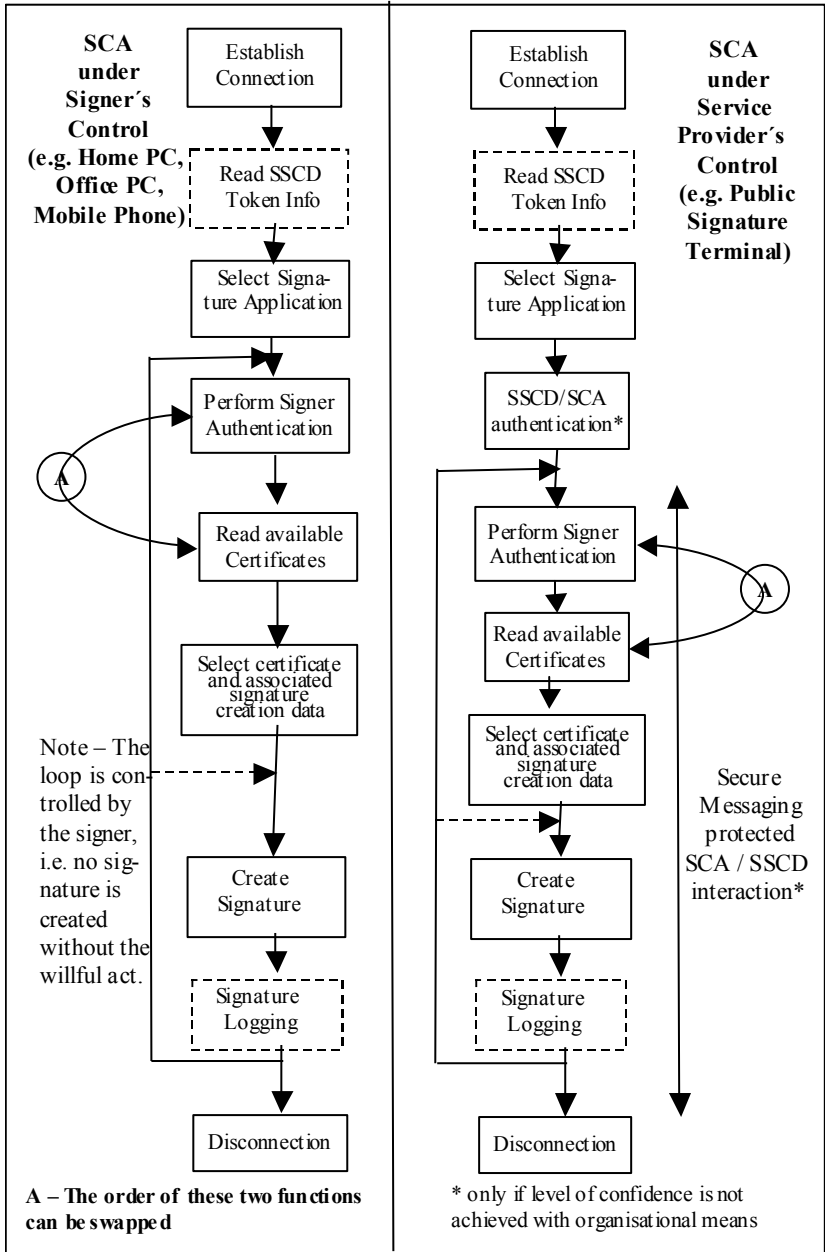 SCA
under
Signer´s
Control
(e.g. Home PC,
Office PC,
Mobile Phone)
Establish
Connection
Read SSCD
Token Info
Select Signa-
ture Application
Perform Signer
Authentication
A
Read available
Certificates
Select certificate
and associated
signature
creation data
Note – The
loop is con-
trolled by
the signer,
i.e. no sig-
nature is
created
without the
willful act.
Create
Signature
Signature
Logging
Disconnection
A – The order of these two functions
can be swapped
SCA
under
Service
Provider´s
Control
(e.g. Public
Signature
Terminal)
Establish
Connection
Read SSCD
Token Info
Select Signa-
ture Application
SSCD/SCA
authentication*
Perform Signer
Authentication
A
Read available
Certificates
Select certificate
and associated
signature
creation data
Secure
Messaging
protected
SCA / SSCD
interaction*
Create
Signature
Signature
Logging
Disconnection
* only if level of confidence is not
achieved with organisational means